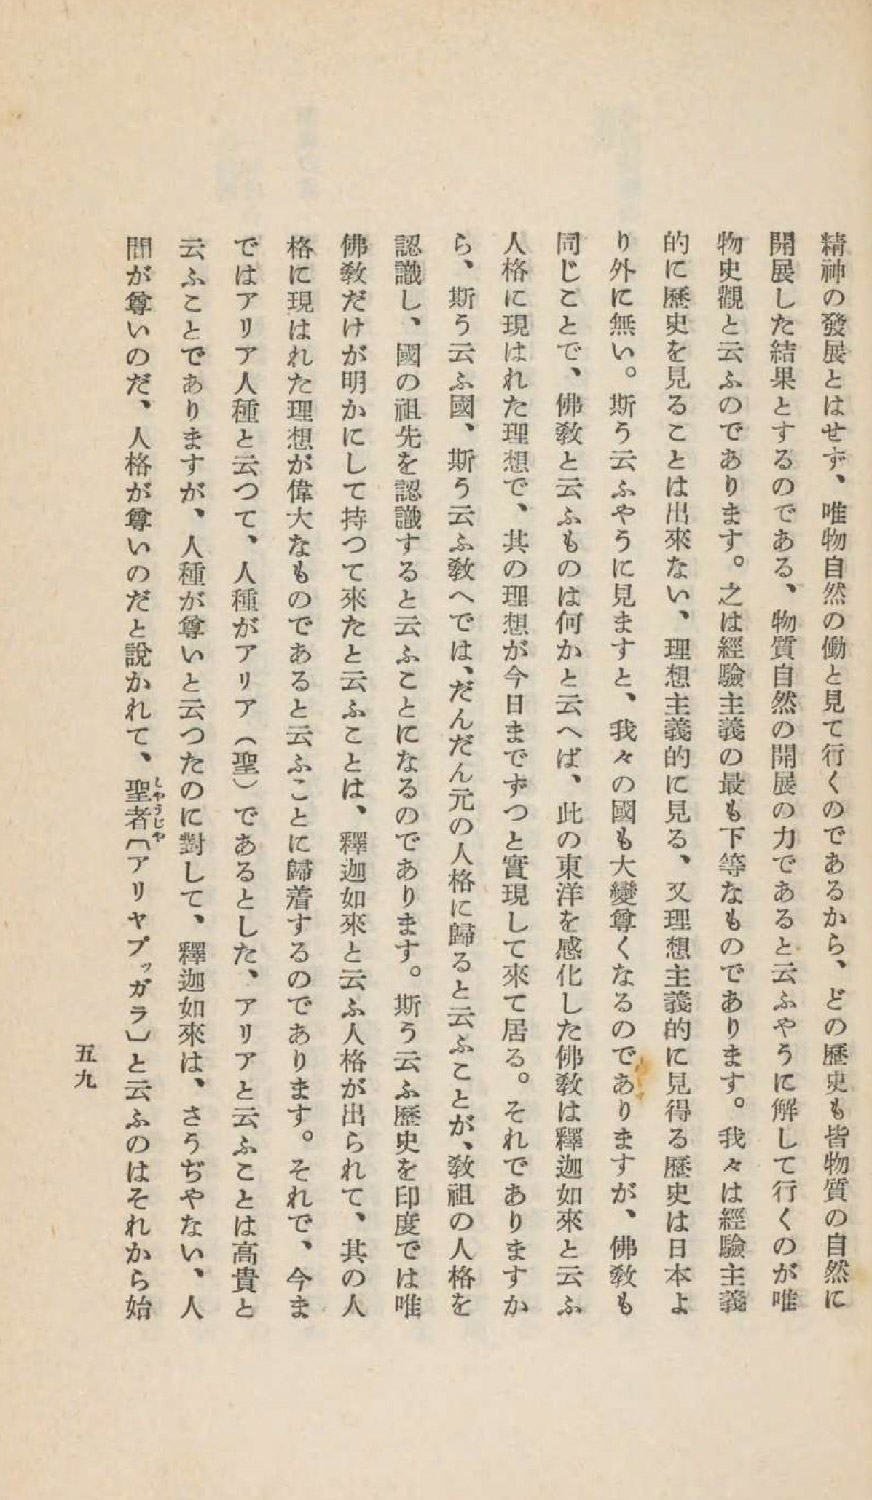 精神の發展とはせず、唯物自然の働と見て行くのであるから、どの歷史も皆物質の自然に
開展した結果とするのである、物質自然の開展の力であると云ふやうに解して行くのが唯
物史觀と云ふのであります。之は經驗主義の最も下等なものであります。我々は經驗主義
的に歷史を見ることは出來ない、理想主義的に見る、又理想主義的に見得る歷史は日本よ
り外に無い。斯う云ふやうに見ますと、我々の國も大變尊くなるのでありますが、佛敎も
同じことで、佛敎と云ふものは何かと云へば、此の東洋を感化した佛敎は釋迦如來と云ふ
人格に現はれた理想で、其の理想が今日までずつと實現して來て居る。それでありますか
ら、斯う云ふ國、斯う云ふ敎へでは、だんだん元の人格に歸ると云ふことが、敎祖の人格を
認識し、國の祖先を認識すると云ふことになるのであります。斯う云ふ歷史を印度では唯
佛敎だけが明かにして持つて來たと云ふことは、釋迦如來と云ふ人格が出られて、其の人
格に現はれた理想が偉大なものであると云ふことに歸着するのであります。それで、今ま
ではアリア人種と云つて、人種がアリア（聖）であるとした、アリアと云ふことは高貴と
云ふことでありますが、人種が尊いと云つたのに對して、釋迦如來は、さうぢやない、人
間が尊いのだ、人格が尊いのだと說かれて、聖者しやうじや〔アリヤプッガラ〕と云ふのはそれから始
五九